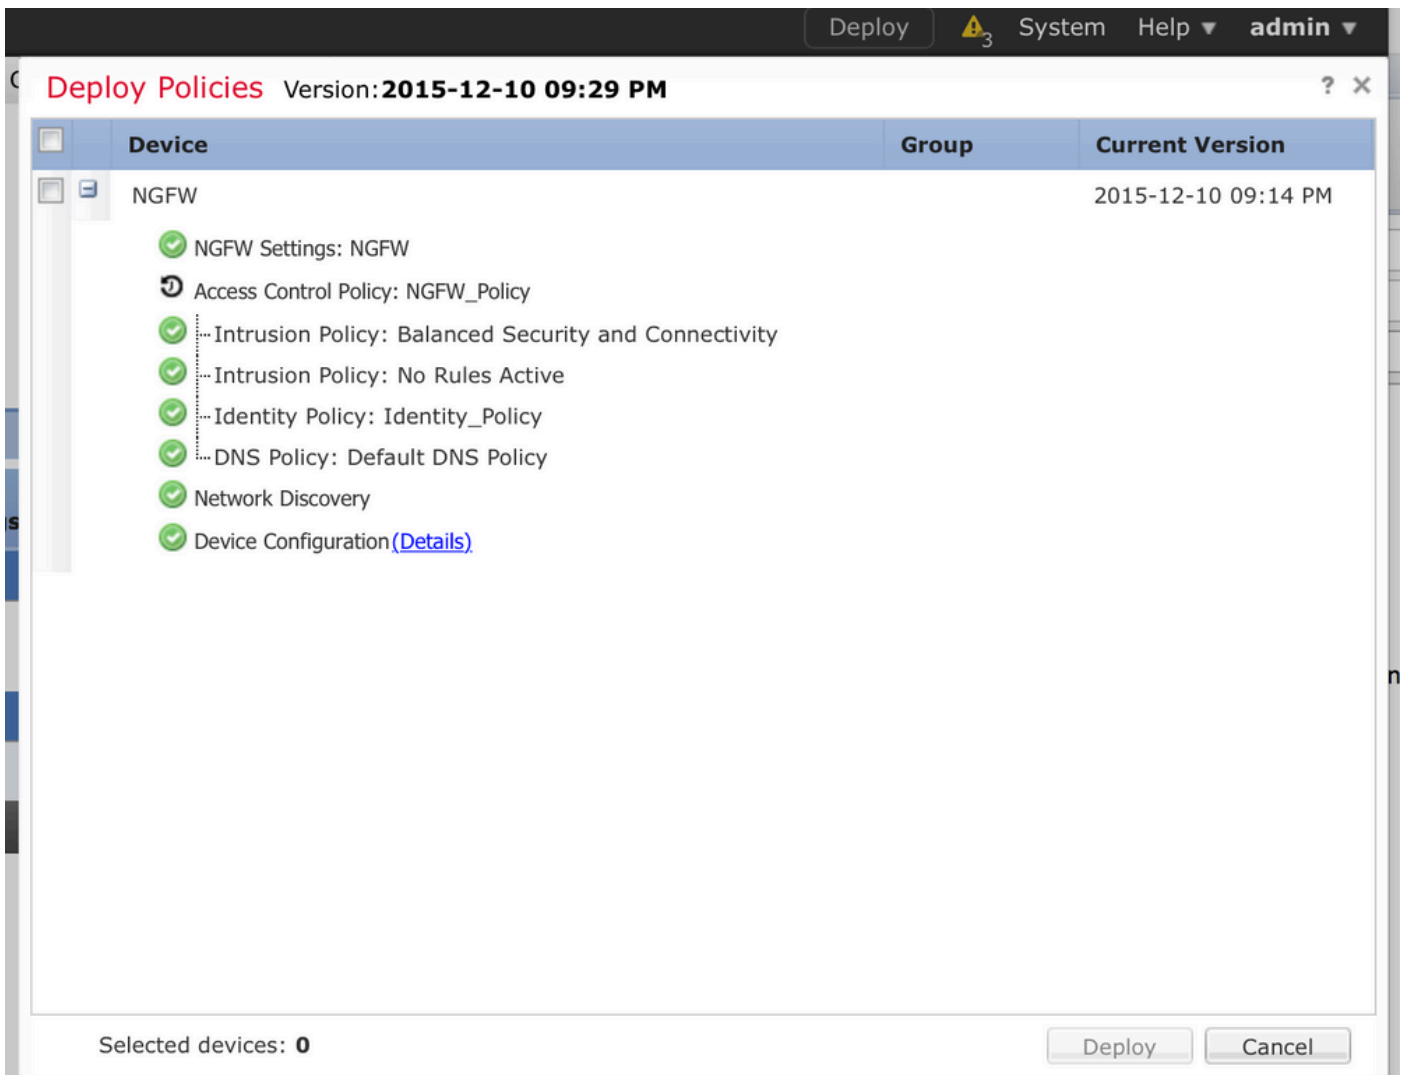 Deploy 3 System Help admin
Deploy Policies Version:2015-12-10 09:29 PM ? ×
Device Group Current Version
NGFW 2015-12-10 09:14 PM
NGFW Settings: NGFW
Access Control Policy: NGFW_Policy
Intrusion Policy: Balanced Security and Connectivity
Intrusion Policy: No Rules Active
Identity Policy: Identity_Policy
DNS Policy: Default DNS Policy
Network Discovery
Device Configuration(Details)
Selected devices: 0
Deploy Cancel